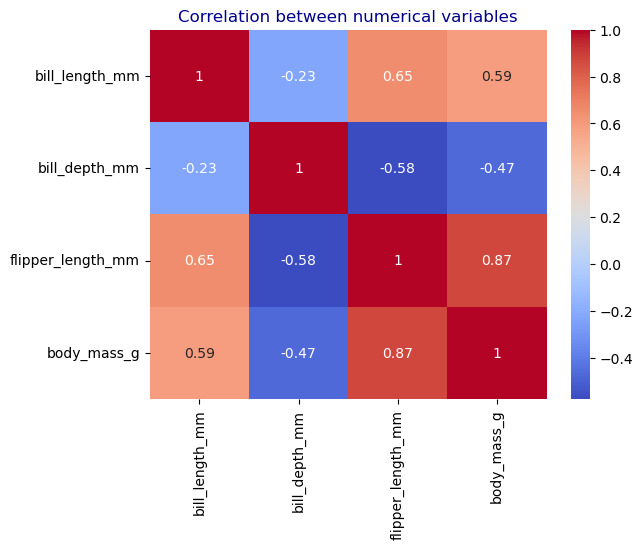 Correlation between numerical variables
bill_length_mm 1 -0.23 0.65 0.59
bill_depth_mm -0.23 1 -0.58 -0.47
flipper_length_mm 0.65 -0.58 1 0.87
body_mass_g 0.59 -0.47 0.87 1
bill_length_mm
bill_depth_mm
flipper_length_mm
body_mass_g
1.0
0.8
0.6
0.4
0.2
0.0
−0.2
−0.4